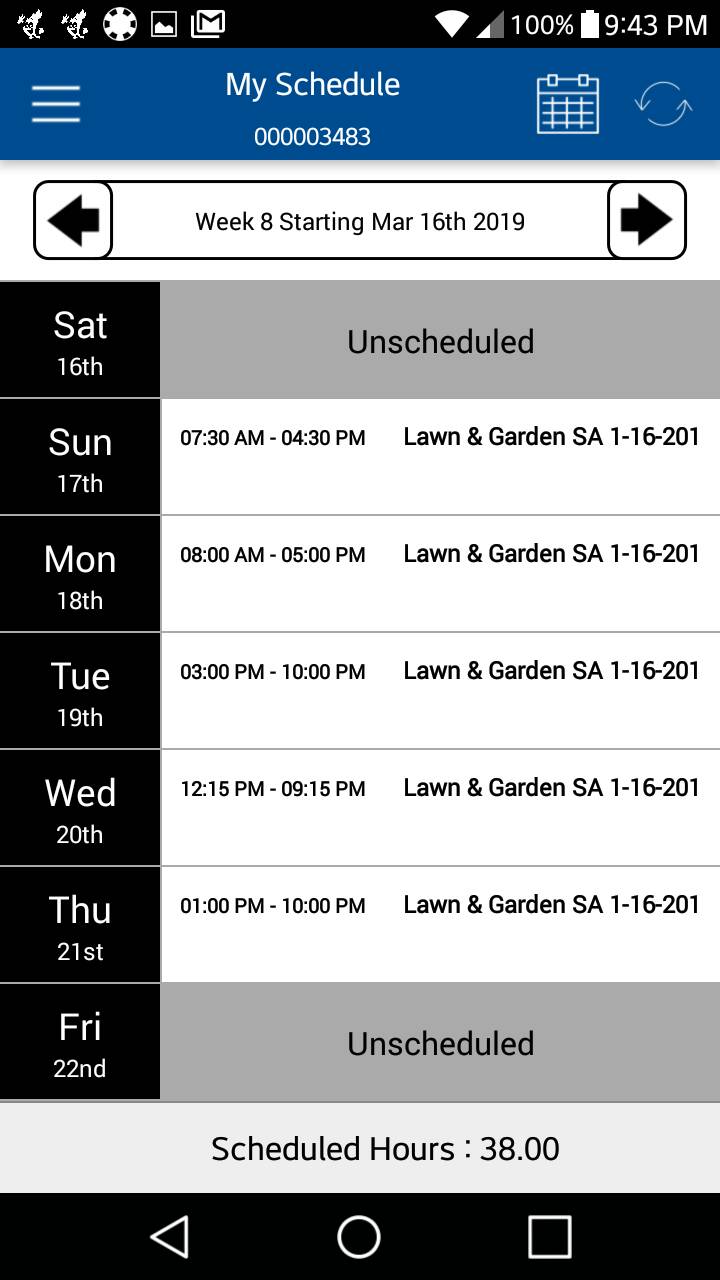 100% 9:43 PM
My Schedule
000003483
Week 8 Starting Mar 16th 2019
Sat
16th
Unscheduled
Sun
17th
07:30 AM - 04:30 PM Lawn & Garden SA 1-16-201
Mon
18th
08:00 AM - 05:00 PM Lawn & Garden SA 1-16-201
Tue
19th
03:00 PM - 10:00 PM Lawn & Garden SA 1-16-201
Wed
20th
12:15 PM - 09:15 PM Lawn & Garden SA 1-16-201
Thu
21st
01:00 PM - 10:00 PM Lawn & Garden SA 1-16-201
Fri
22nd
Unscheduled
Scheduled Hours : 38.00